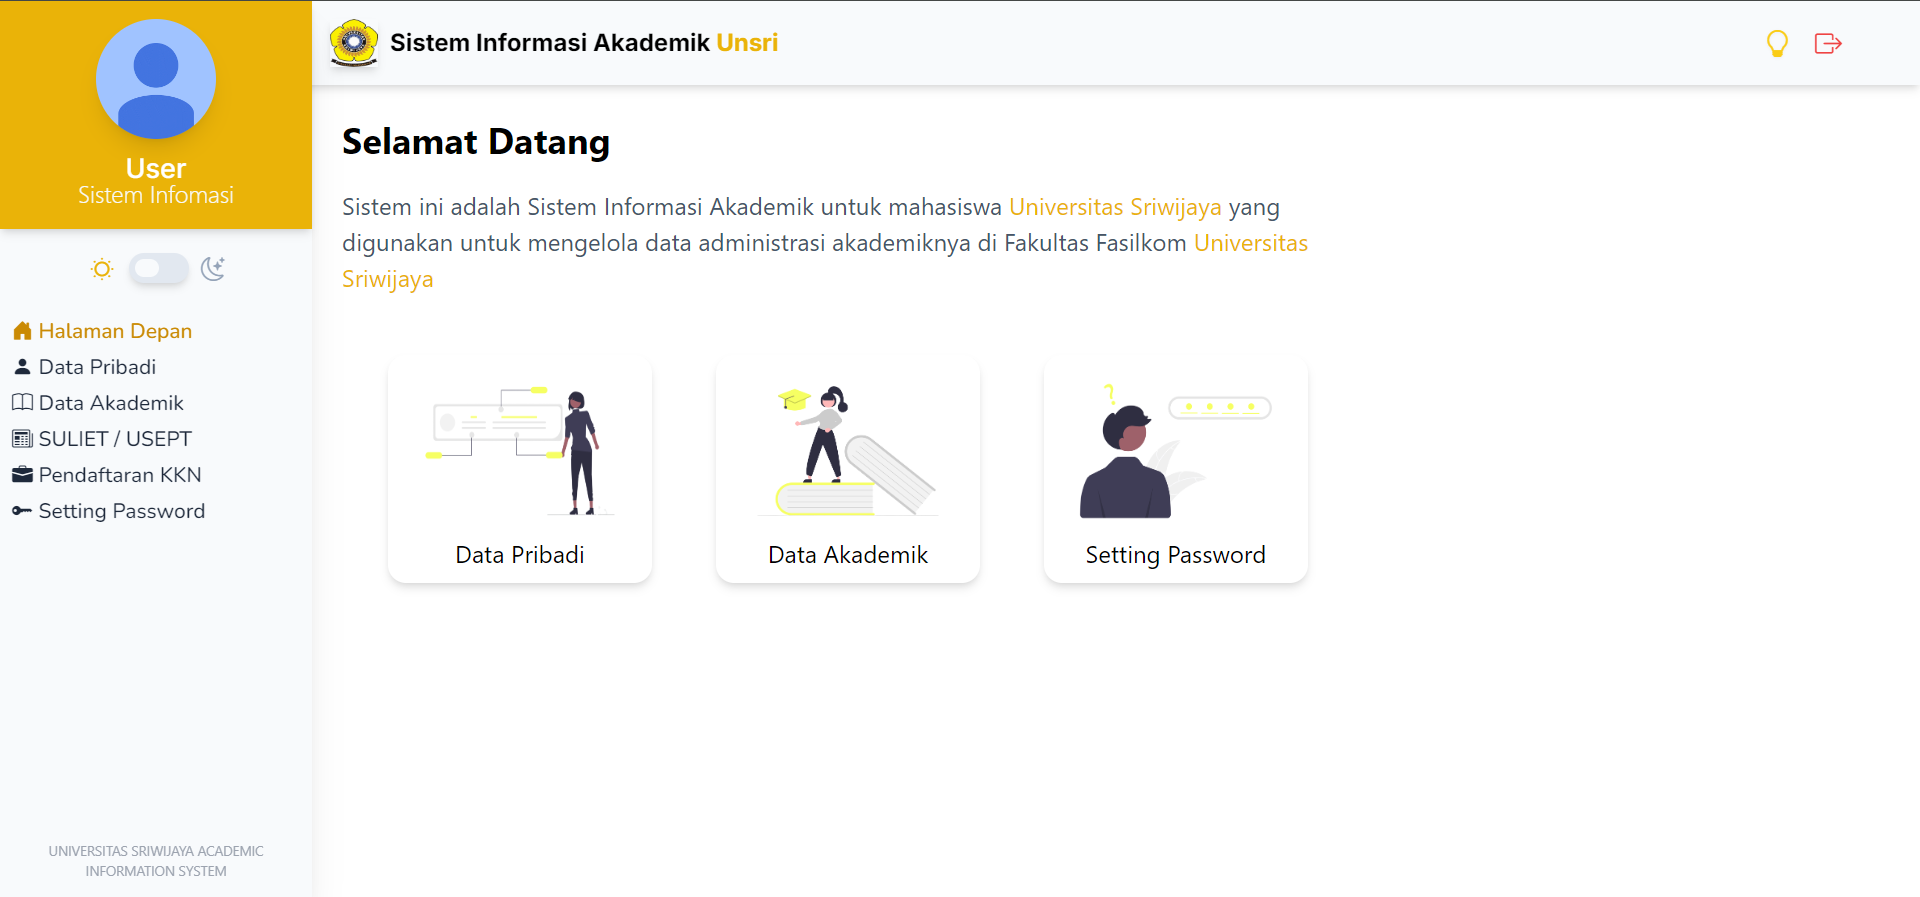 User
Sistem Infomasi
Halaman Depan
Data Pribadi
Data Akademik
SULIET / USEPT
Pendaftaran KKN
Setting Password
UNIVERSITAS SRIWIJAYA ACADEMIC
INFORMATION SYSTEM
Sistem Informasi Akademik Unsri
Selamat Datang
Sistem ini adalah Sistem Informasi Akademik untuk mahasiswa Universitas Sriwijaya yang
digunakan untuk mengelola data administrasi akademiknya di Fakultas Fasilkom Universitas
Sriwijaya
?
Data Pribadi
Data Akademik
Setting Password